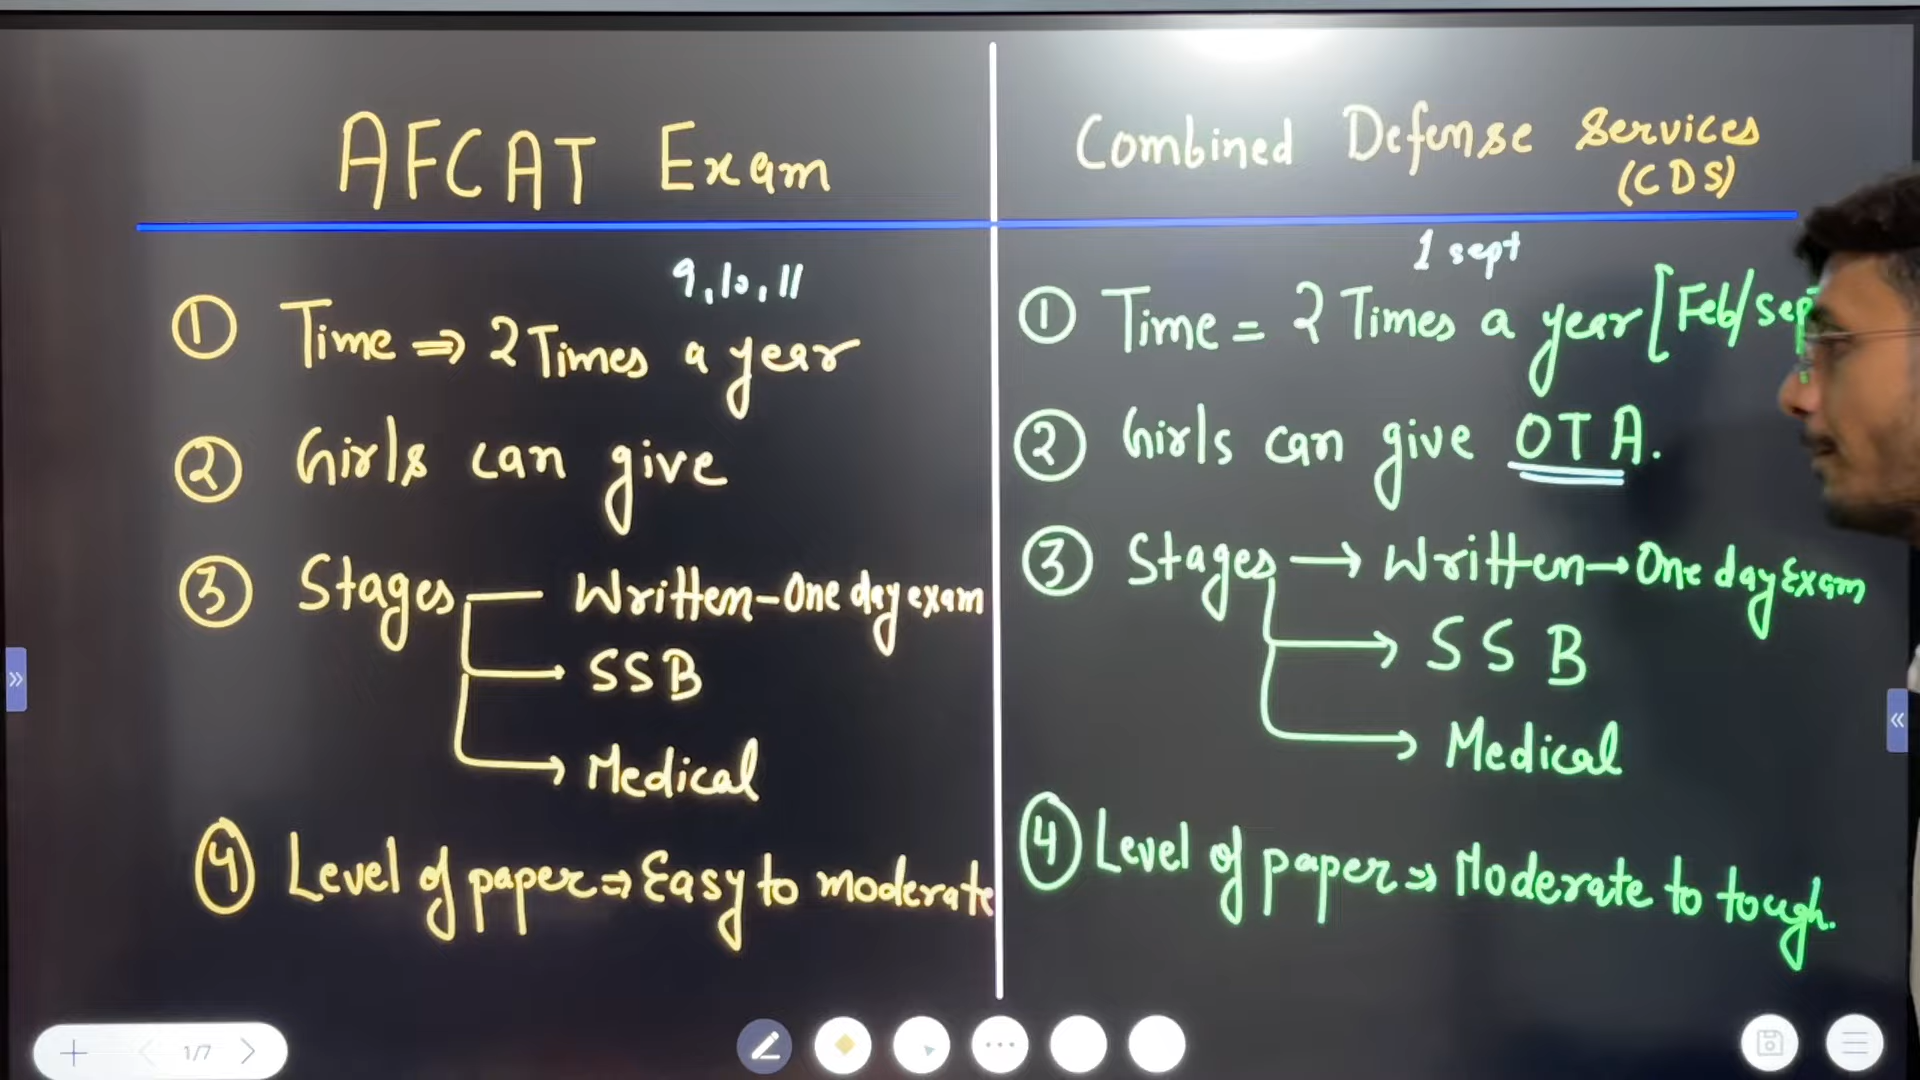 AFCAT Exam
9, 10, 11
① Time ⇒ 2 Times a year
② Girls can give
③ Stages — Written - One day exam
→ SSB
→ Medical
④ Level of paper ⇒ Easy to moderate
Combined Defense Services
(CDS)
1 sept
① Time = 2 Times a year [Feb/sep
② Girls can give OTA.
③ Stages → Written → One day Exam
→ SSB
→ Medical
④ Level of paper ⇒ Moderate to tough.
1/7